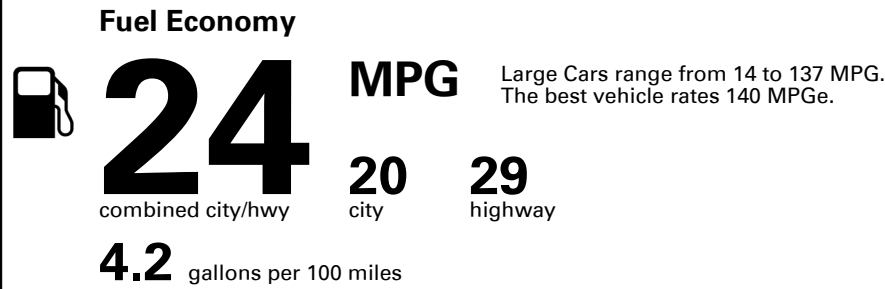 Fuel Economy
24 MPG
Large Cars range from 14 to 137 MPG.
The best vehicle rates 140 MPGe.
combined city/hwy
20 city
29 highway
4.2 gallons per 100 miles